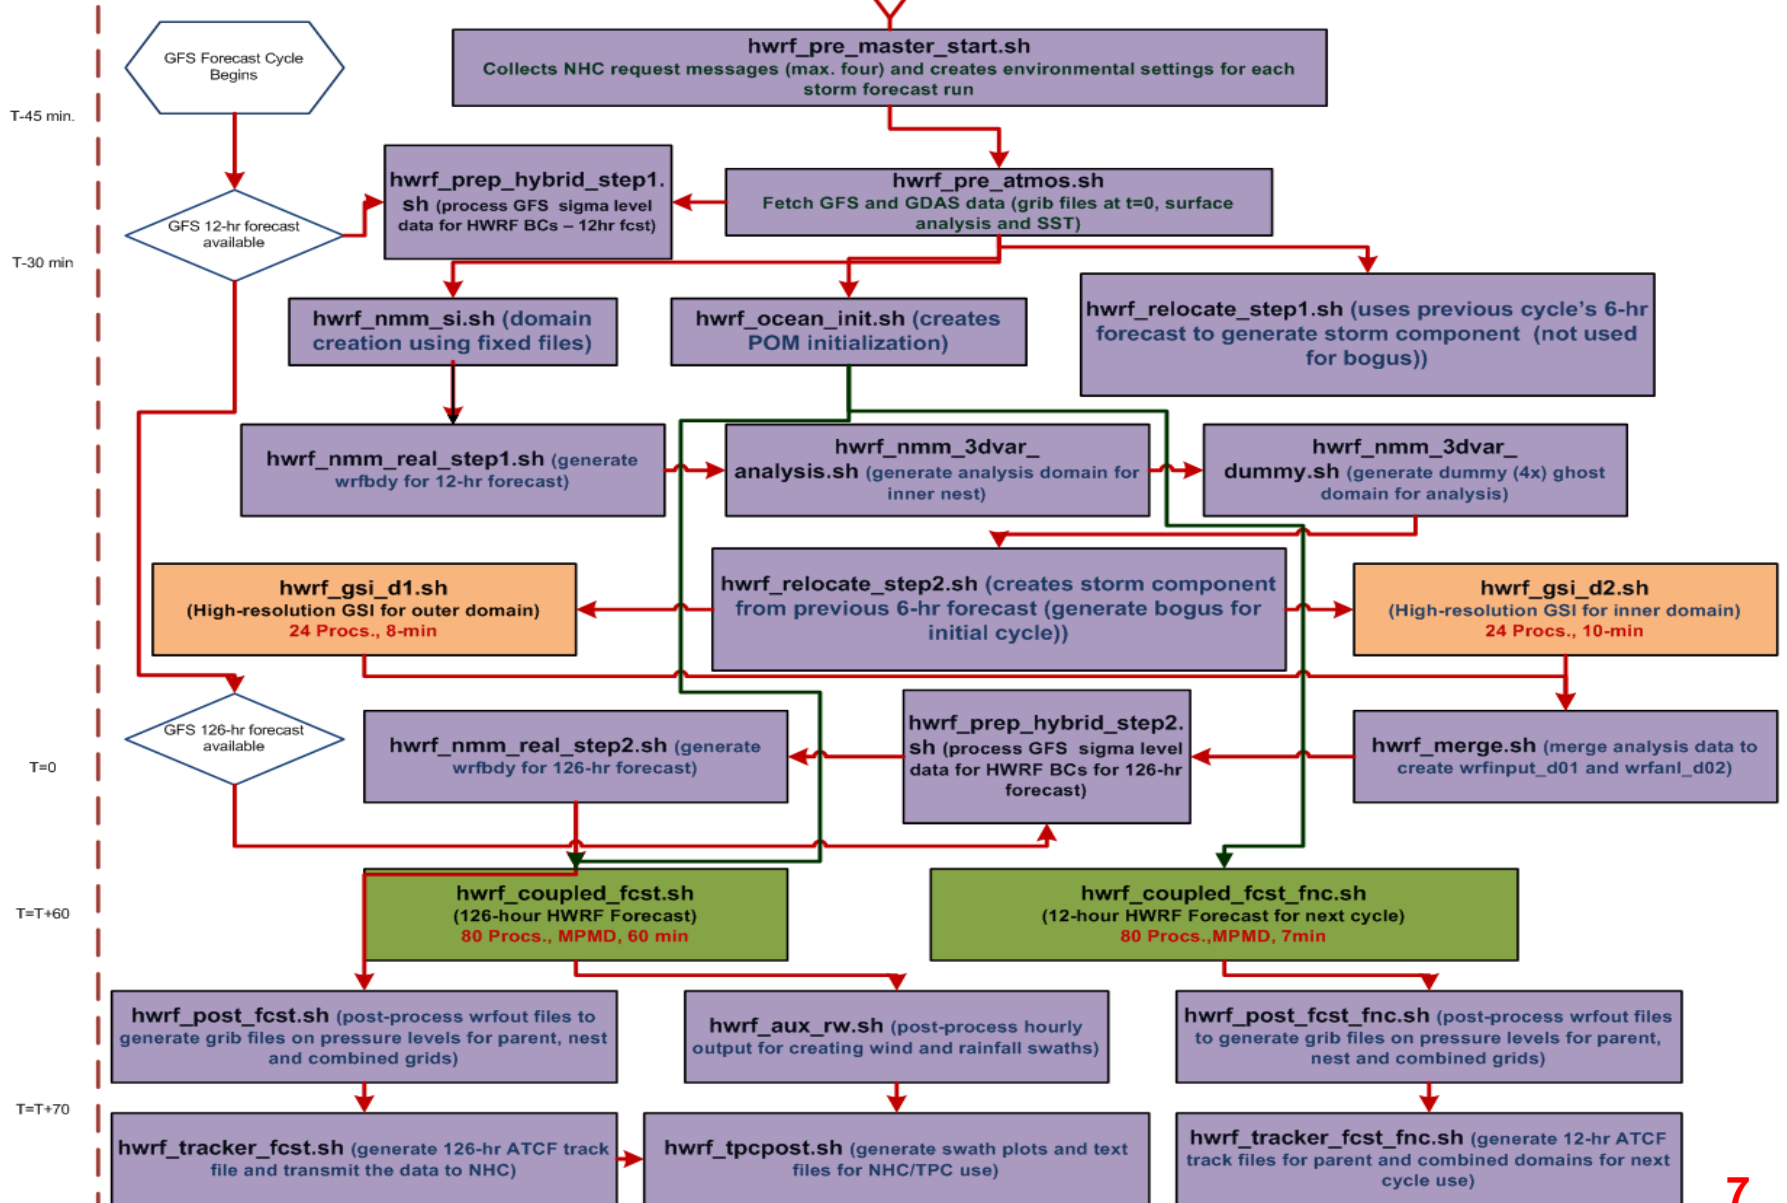 GFS Forecast Cycle
Begins
hwrf_pre_master_start.sh
Collects NHC request messages (max. four) and creates environmental settings for each
storm forecast run
T-45 min.
hwrf_prep_hybrid_step1.
sh (process GFS  sigma level
data for HWRF BCs – 12hr fcst)
hwrf_pre_atmos.sh
Fetch GFS and GDAS data (grib files at t=0, surface
analysis and SST)
GFS 12-hr forecast
available
T-30 min
hwrf_nmm_si.sh (domain
creation using fixed files)
hwrf_ocean_init.sh (creates
POM initialization)
hwrf_relocate_step1.sh (uses previous cycle's 6-hr
forecast to generate storm component  (not used
for bogus))
hwrf_nmm_real_step1.sh (generate
wrfbdy for 12-hr forecast)
hwrf_nmm_3dvar_
analysis.sh (generate analysis domain for
inner nest)
hwrf_nmm_3dvar_
dummy.sh (generate dummy (4x) ghost
domain for analysis)
hwrf_gsi_d1.sh
(High-resolution GSI for outer domain)
24 Procs., 8-min
hwrf_relocate_step2.sh (creates storm component
from previous 6-hr forecast (generate bogus for
initial cycle))
hwrf_gsi_d2.sh
(High-resolution GSI for inner domain)
24 Procs., 10-min
GFS 126-hr forecast
available
hwrf_nmm_real_step2.sh (generate
wrfbdy for 126-hr forecast)
hwrf_prep_hybrid_step2.
sh (process GFS  sigma level
data for HWRF BCs for 126-hr
forecast)
hwrf_merge.sh (merge analysis data to
create wrfinput_d01 and wrfanl_d02)
T=0
hwrf_coupled_fcst.sh
(126-hour HWRF Forecast)
80 Procs., MPMD, 60 min
hwrf_coupled_fcst_fnc.sh
(12-hour HWRF Forecast for next cycle)
80 Procs.,MPMD, 7min
T=T+60
hwrf_post_fcst.sh (post-process wrfout files to
generate grib files on pressure levels for parent, nest
and combined grids)
hwrf_aux_rw.sh (post-process hourly
output for creating wind and rainfall swaths)
hwrf_post_fcst_fnc.sh (post-process wrfout files
to generate grib files on pressure levels for parent,
nest and combined grids)
T=T+70
hwrf_tracker_fcst.sh (generate 126-hr ATCF track
file and transmit the data to NHC)
hwrf_tpcpost.sh (generate swath plots and text
files for NHC/TPC use)
hwrf_tracker_fcst_fnc.sh (generate 12-hr ATCF
track files for parent and combined domains for next
cycle use)
7